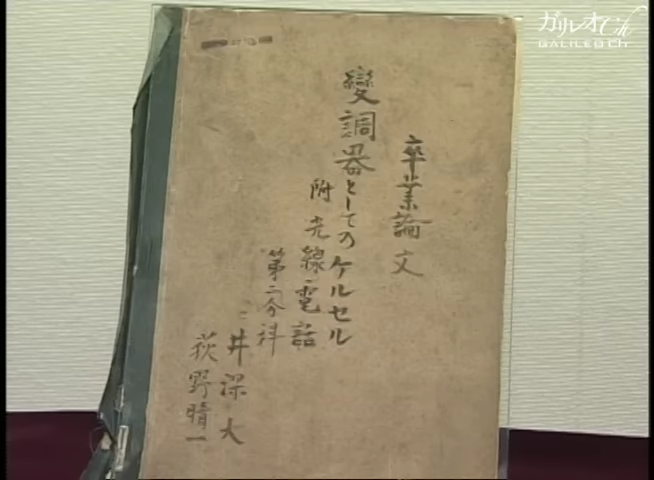 卒業論文
變調器としてのケルセル
附光線電話
第二分科
井深大
荻野晴一
ガリレオCh
GALILEO CH